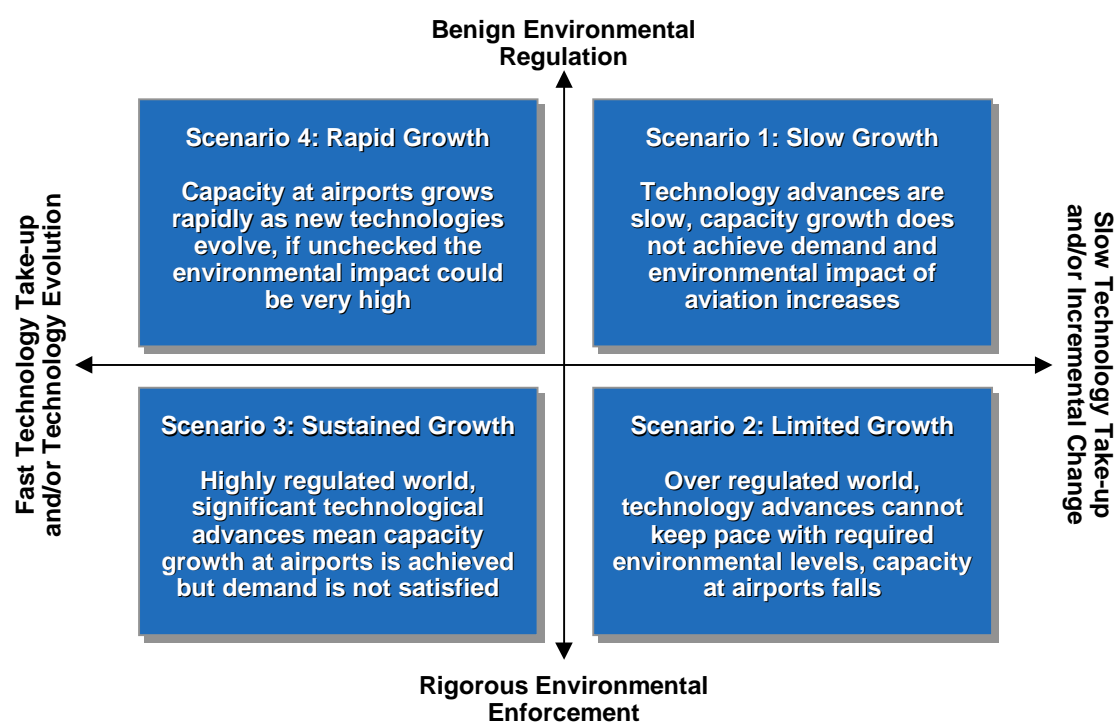 Benign Environmental
Regulation
Scenario 4: Rapid Growth
Capacity at airports grows
rapidly as new technologies
evolve, if unchecked the
environmental impact could
be very high
Scenario 1: Slow Growth
Technology advances are
slow, capacity growth does
not achieve demand and
environmental impact of
aviation increases
Fast Technology Take-up
and/or Technology Evolution
Slow Technology Take-up
and/or Incremental Change
Scenario 3: Sustained Growth
Highly regulated world,
significant technological
advances mean capacity
growth at airports is achieved
but demand is not satisfied
Scenario 2: Limited Growth
Over regulated world,
technology advances cannot
keep pace with required
environmental levels, capacity
at airports falls
Rigorous Environmental
Enforcement